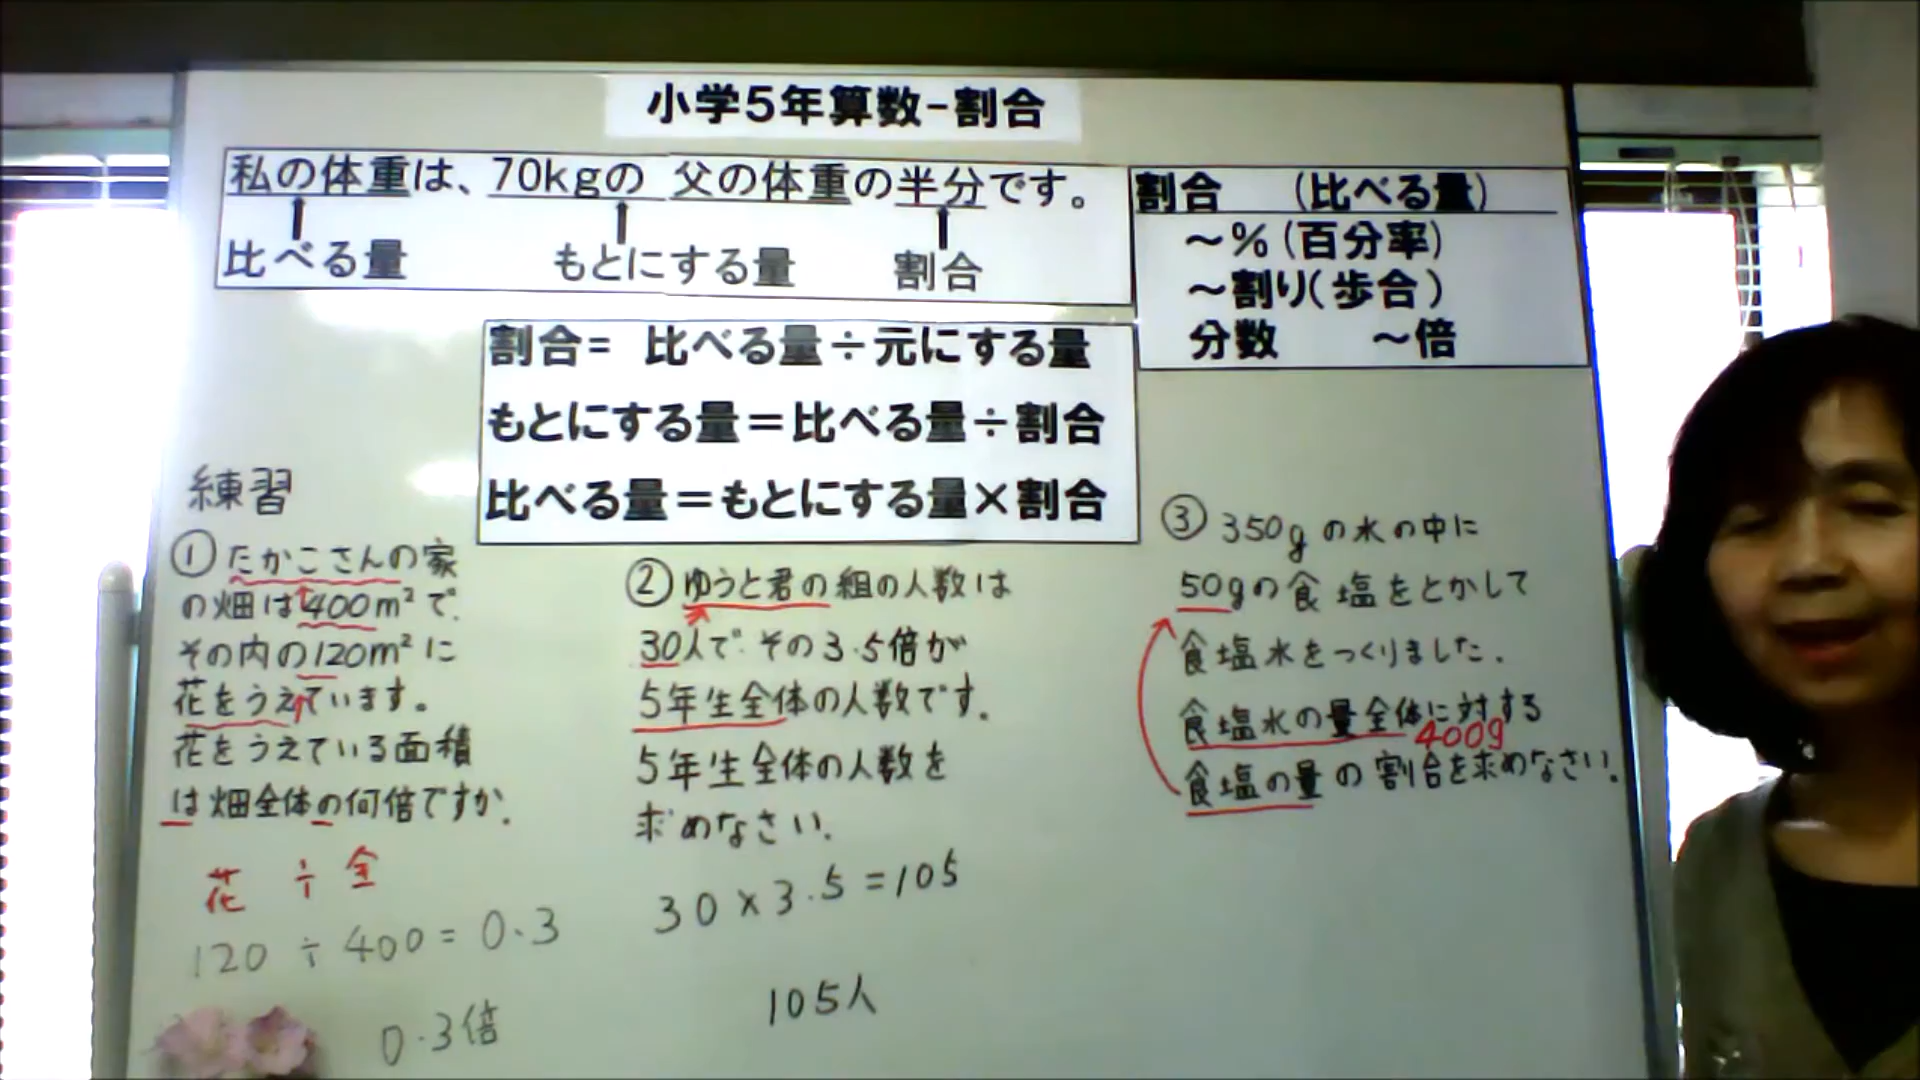 小学5年算数-割合
私の体重は、70kgの 父の体重の半分です。
比べる量 もとにする量 割合
割合 (比べる量)
～%(百分率)
～割り(歩合)
分数 ～倍
割合= 比べる量÷元にする量
もとにする量＝比べる量÷割合
比べる量＝もとにする量×割合
練習
① たかこさんの家
の畑は400m²で、
その内の120m²に
花をうえています。
花をうえている面積
は畑全体の何倍ですか.
花 ÷ 全
120 ÷ 400 = 0.3
0.3倍
② ゆうと君の組の人数は
30人で その3.5倍が
5年生全体の人数です.
5年生全体の人数を
求めなさい.
30 × 3.5 = 105
105人
③ 350gの水の中に
50gの食塩をとかして
食塩水をつくりました.
食塩水の量全体に対する
400g
食塩の量の割合を求めなさい.